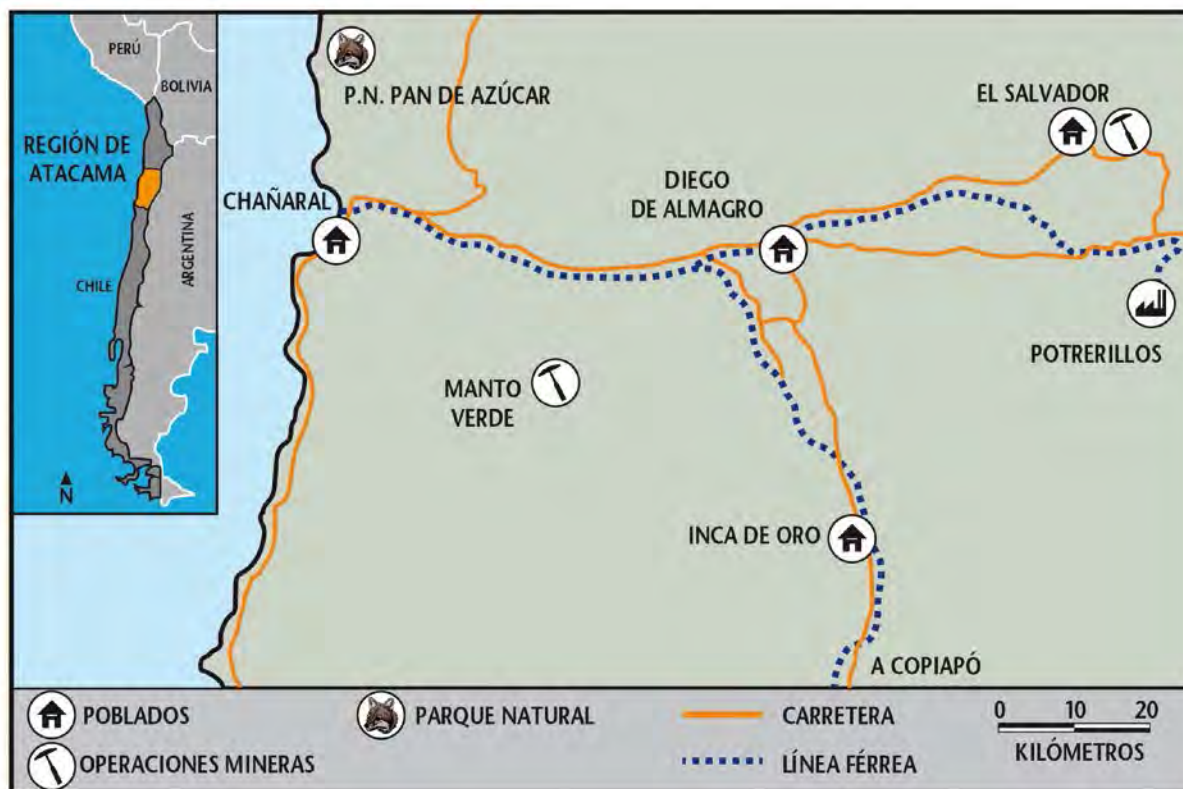 PERÚ
BOLIVIA
REGIÓN DE
ATACAMA
CHILE
ARGENTINA
N
P.N. PAN DE AZÚCAR
CHAÑARAL
DIEGO
DE ALMAGRO
EL SALVADOR
POTRERILLOS
MANTO
VERDE
INCA DE ORO
A COPIAPÓ
POBLADOS
OPERACIONES MINERAS
PARQUE NATURAL
CARRETERA
LÍNEA FÉRREA
0 10 20
KILÓMETROS